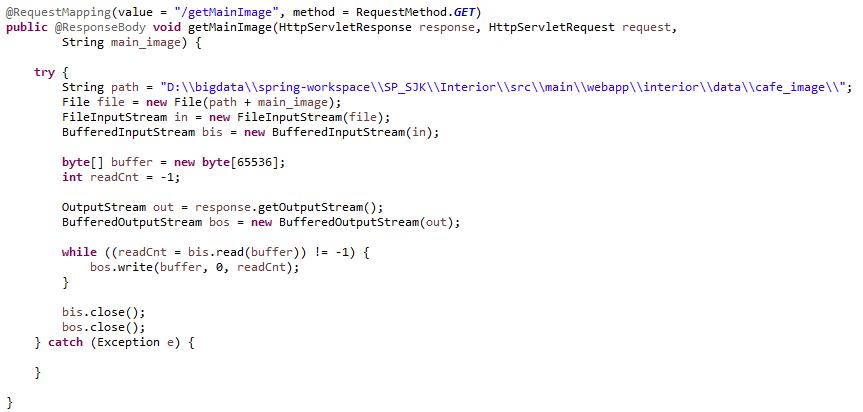 @RequestMapping(value = "/getMainImage", method = RequestMethod.GET)
public @ResponseBody void getMainImage(HttpServletResponse response, HttpServletRequest request,
        String main_image) {

    try {
        String path = "D:\\bigdata\\spring-workspace\\SP_SJK\\Interior\\src\\main\\webapp\\interior\\data\\cafe_image\\";
        File file = new File(path + main_image);
        FileInputStream in = new FileInputStream(file);
        BufferedInputStream bis = new BufferedInputStream(in);

        byte[] buffer = new byte[65536];
        int readCnt = -1;

        OutputStream out = response.getOutputStream();
        BufferedOutputStream bos = new BufferedOutputStream(out);

        while ((readCnt = bis.read(buffer)) != -1) {
            bos.write(buffer, 0, readCnt);
        }

        bis.close();
        bos.close();
    } catch (Exception e) {

    }

}